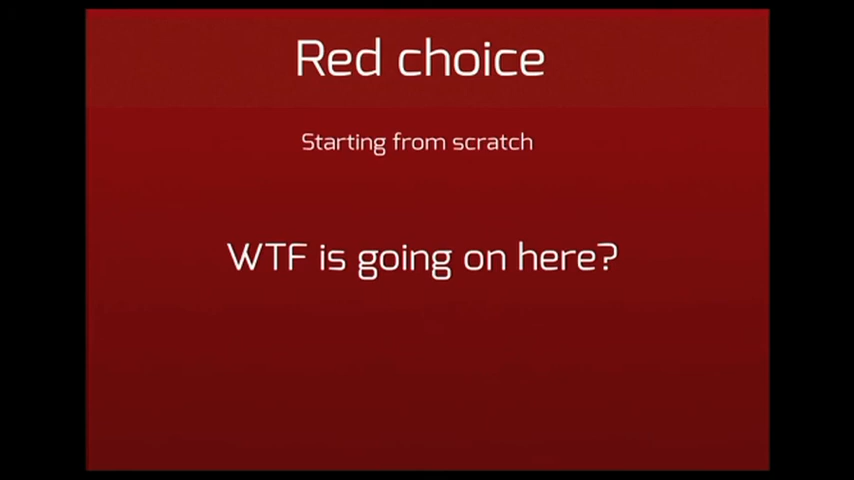 Red choice
Starting from scratch
WTF is going on here?